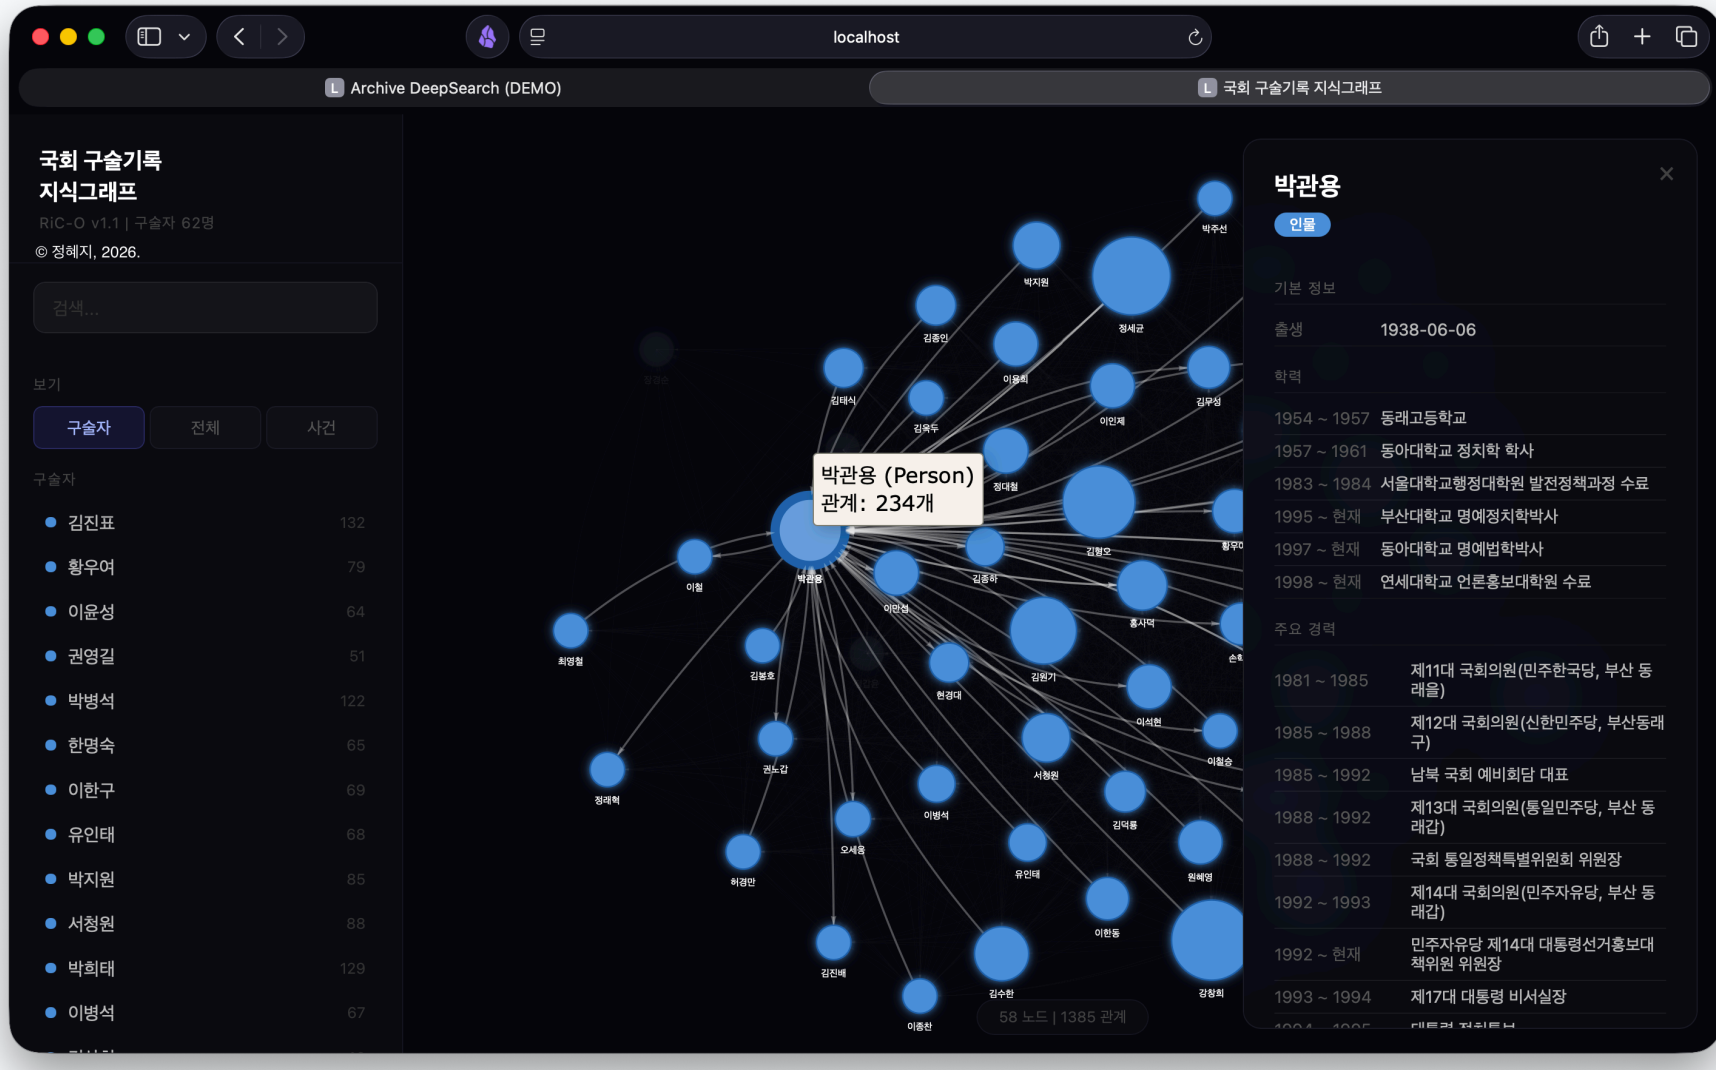 localhost
L Archive DeepSearch (DEMO)
L 국회 구술기록 지식그래프
국회 구술기록
지식그래프
RiC-O v1.1 | 구술자 62명
© 정혜지, 2026.
검색...
보기
구술자
전체
사건
구술자
김진표 132
황우여 79
이윤성 64
권영길 51
박병석 122
한명숙 65
이한구 69
유인태 68
박지원 85
서청원 88
박희태 129
이병석 67
박주선
박지원
정세균
김종인
이용희
김태식
김옥두
이인제
김무성
박관용 (Person)
관계: 234개
정대철
김형오
황우여
박관용
이철
이만섭
김종하
홍사덕
최영철
김봉호
현경대
김원기
이석현
이철승
서청원
권노갑
정래혁
이병석
김덕룡
오세응
허경만
유인태
원혜영
이한동
김진배
김수한
강창희
이종찬
58 노드 | 1385 관계
박관용
×
인물
기본 정보
출생 1938-06-06
학력
1954 ~ 1957 동래고등학교
1957 ~ 1961 동아대학교 정치학 학사
1983 ~ 1984 서울대학교행정대학원 발전정책과정 수료
1995 ~ 현재 부산대학교 명예정치학박사
1997 ~ 현재 동아대학교 명예법학박사
1998 ~ 현재 연세대학교 언론홍보대학원 수료
주요 경력
1981 ~ 1985 제11대 국회의원(민주한국당, 부산 동
래을)
1985 ~ 1988 제12대 국회의원(신한민주당, 부산동래
구)
1985 ~ 1992 남북 국회 예비회담 대표
1988 ~ 1992 제13대 국회의원(통일민주당, 부산 동
래갑)
1988 ~ 1992 국회 통일정책특별위원회 위원장
1992 ~ 1993 제14대 국회의원(민주자유당, 부산 동
래갑)
1992 ~ 현재 민주자유당 제14대 대통령선거홍보대
책위원 위원장
1993 ~ 1994 제17대 대통령 비서실장